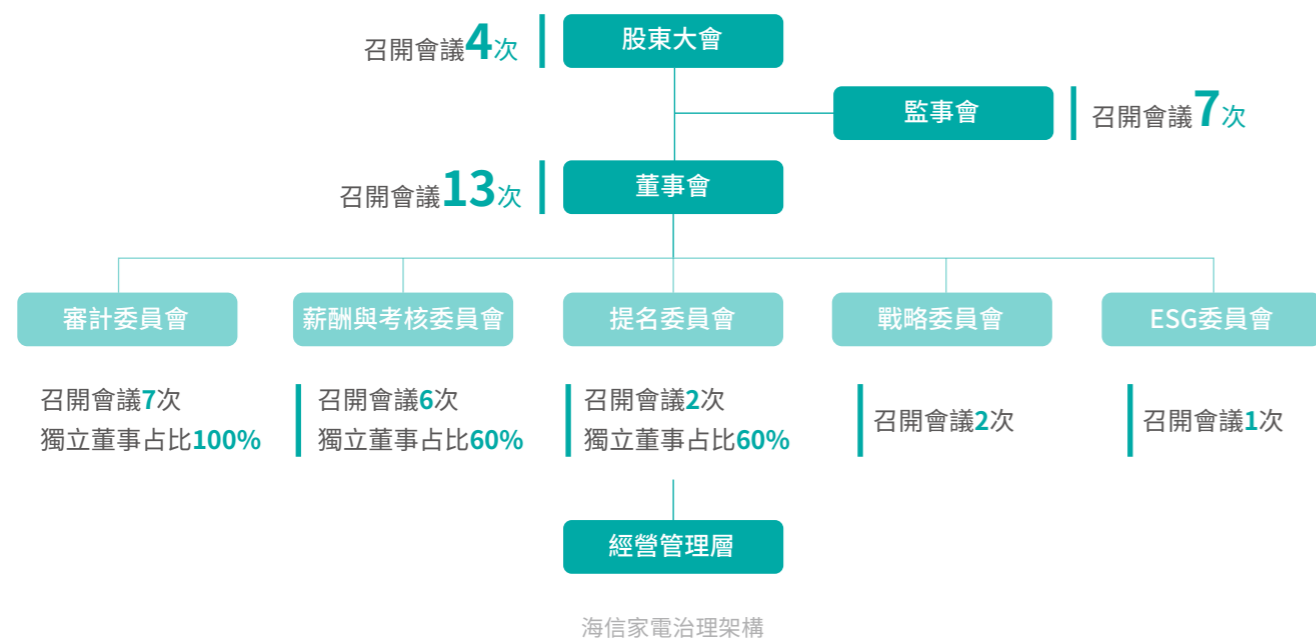 召開會議4次
股東大會
監事會
召開會議7次
召開會議13次
董事會
審計委員會
薪酬與考核委員會
提名委員會
戰略委員會
ESG委員會
召開會議7次
獨立董事占比100%
召開會議6次
獨立董事占比60%
召開會議2次
獨立董事占比60%
召開會議2次
召開會議1次
經營管理層
海信家電治理架構